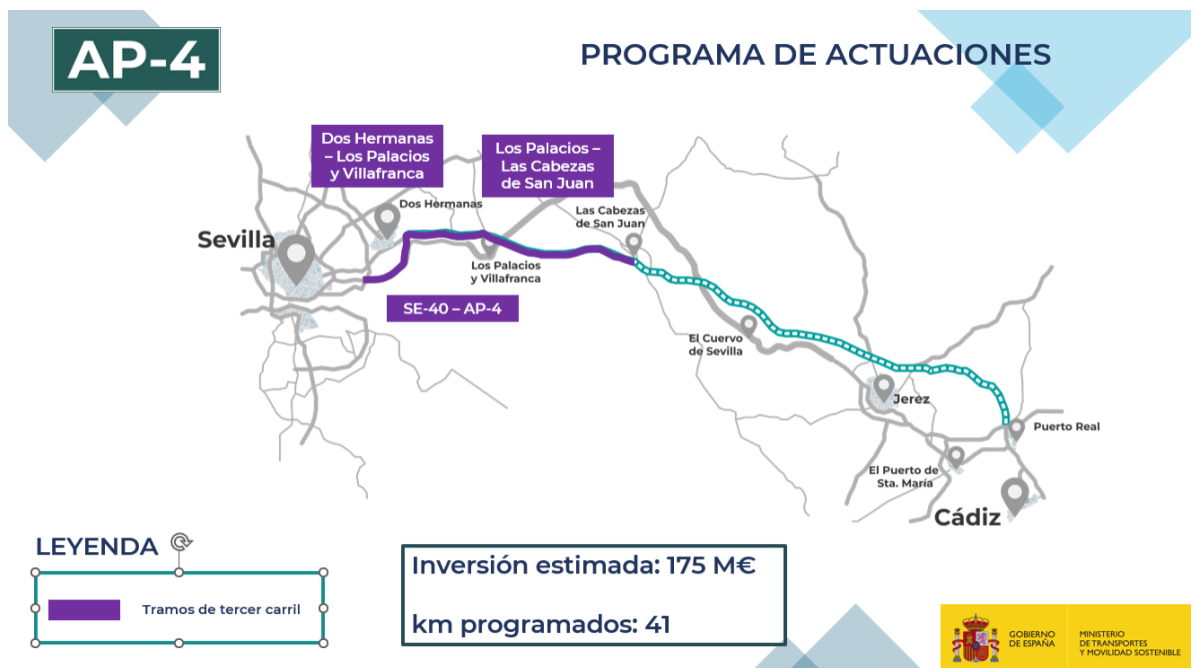 AP-4
PROGRAMA DE ACTUACIONES
Dos Hermanas
– Los Palacios
y Villafranca
Los Palacios –
Las Cabezas
de San Juan
Dos Hermanas
Las Cabezas
de San Juan
Sevilla
Los Palacios
y Villafranca
SE-40 – AP-4
El Cuervo
de Sevilla
Jerez
Puerto Real
El Puerto de
Sta. María
Cádiz
LEYENDA
Tramos de tercer carril
Inversión estimada: 175 M€
km programados: 41
GOBIERNO
DE ESPAÑA
MINISTERIO
DE TRANSPORTES
Y MOVILIDAD SOSTENIBLE